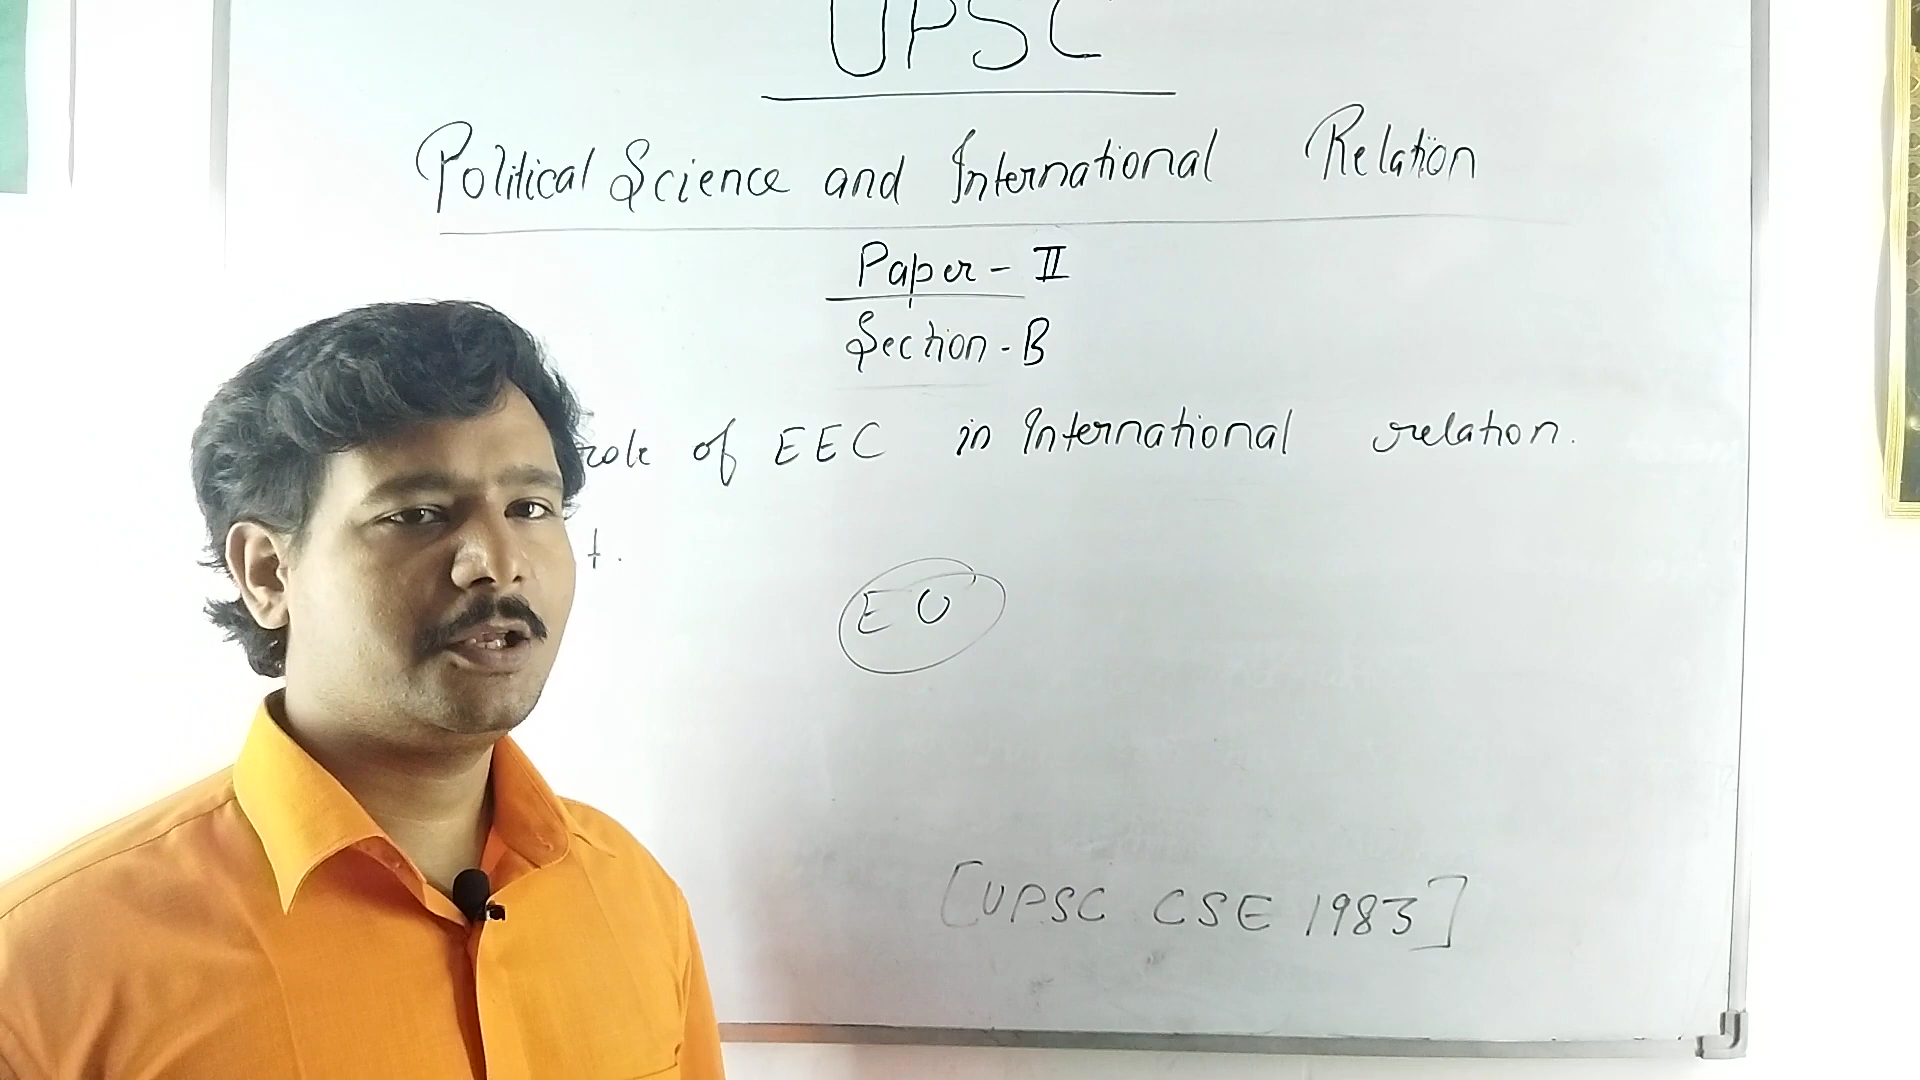 UPSC
Political Science and International Relation
Paper - II
Section - B
role of EEC in International relation.
EU
[UPSC CSE 1983]